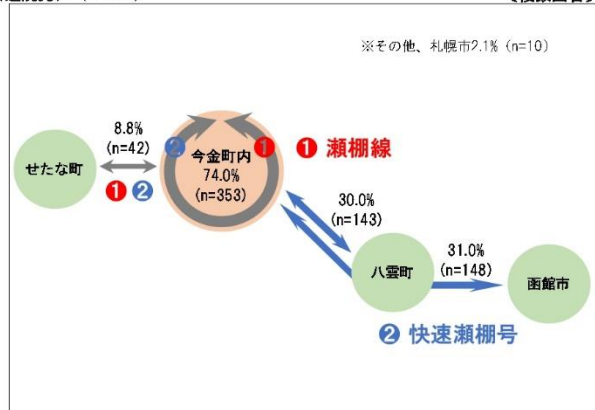 ※その他、札幌市2.1% (n=10)
8.8%
(n=42)
せたな町
❶ ❷
❷
今金町内
74.0%
(n=353)
❶
❶ 瀬棚線
30.0%
(n=143)
八雲町
31.0%
(n=148)
函館市
❷ 快速瀬棚号